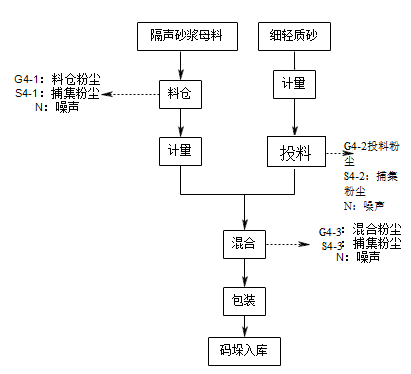 隔声砂浆母料
细轻质砂
G4-1：料仓粉尘
S4-1：捕集粉尘
N：噪声
料仓
计量
计量
投料
G4-2投料粉
尘
S4-2：捕集
粉尘
N：噪声
混合
G4-3：混合粉尘
S4-3：捕集粉尘
N：噪声
包装
码垛入库